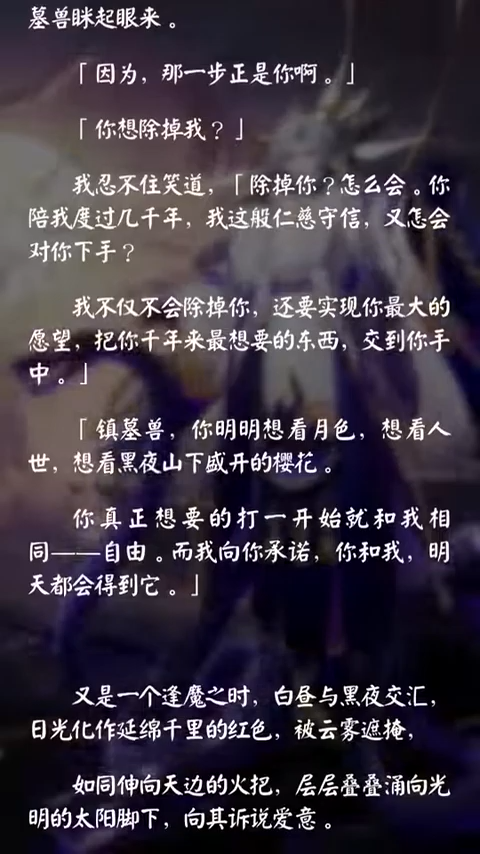 墓兽眯起眼来。
「因为，那一步正是你啊。」
「你想除掉我？」
我忍不住笑道，「除掉你？怎么会。你
陪我度过几千年，我这般仁慈守信，又怎会
对你下手？
我不仅不会除掉你，还要实现你最大的
愿望，把你千年来最想要的东西，交到你手
中。」
「镇墓兽，你明明想看月色，想看人
世，想看黑夜山下盛开的樱花。
你真正想要的打一开始就和我相
同——自由。而我向你承诺，你和我，明
天都会得到它。」
又是一个逢魔之时，白昼与黑夜交汇，
日光化作延绵千里的红色，被云雾遮掩，
如同伸向天边的火把，层层叠叠涌向光
明的太阳脚下，向其诉说爱意。